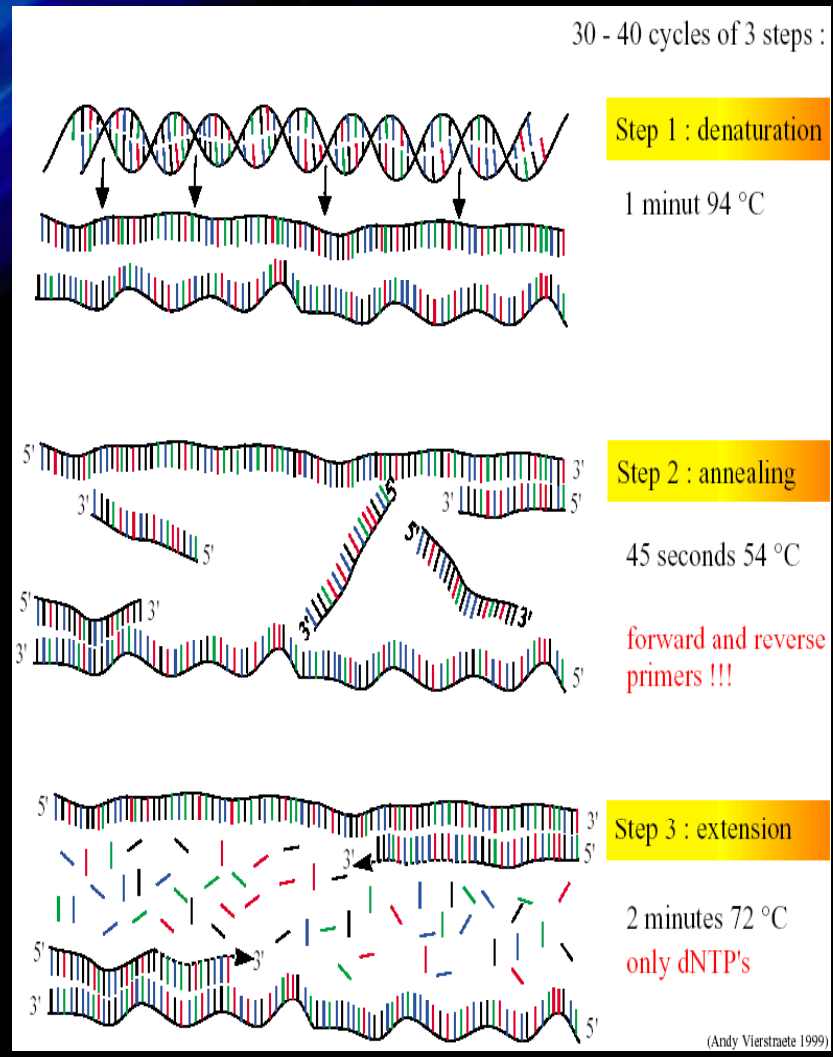 30 - 40 cycles of 3 steps :
Step 1 : denaturation
1 minut 94 °C
Step 2 : annealing
5'
3'
3'
5'
3'
5'
5'
3'
5'
3'
5'
3'
3'
5'
45 seconds 54 °C
forward and reverse
primers !!!
Step 3 : extension
5'
3'
3'
5'
5'
3'
3'
5'
2 minutes 72 °C
only dNTP's
(Andy Vierstraete 1999)